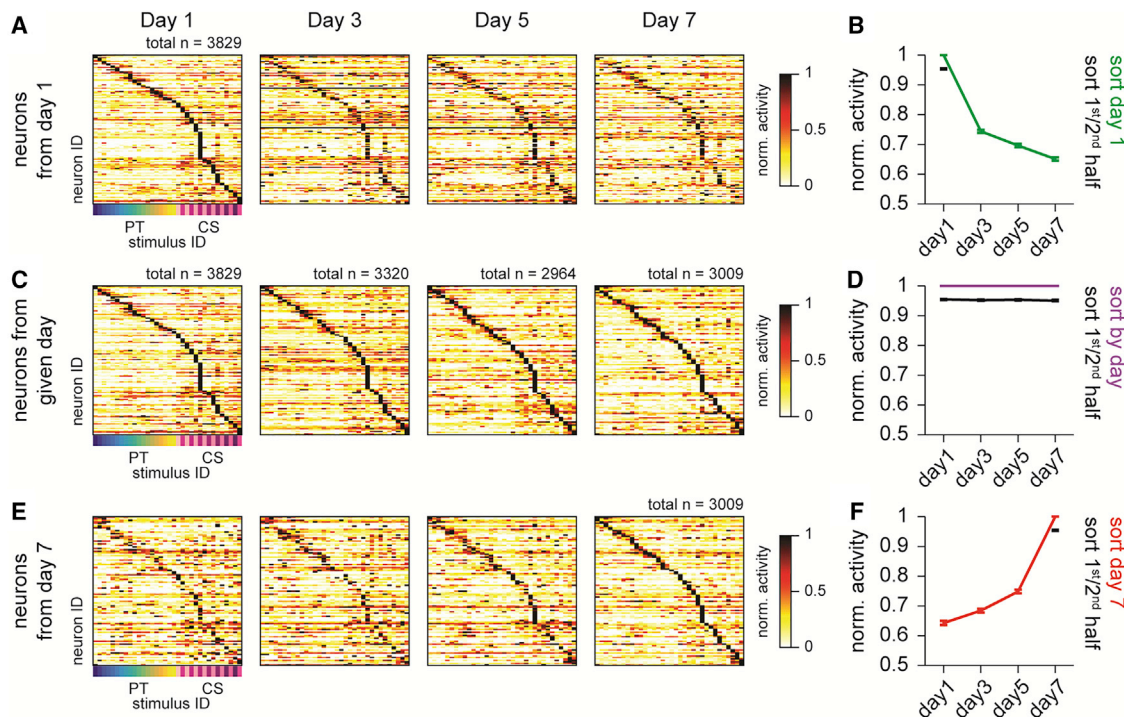 Day 1 Day 3 Day 5 Day 7
A
total n = 3829
neurons
from day 1
neuron ID
PT CS
stimulus ID
norm. activity
1
0.5
0
B
norm. activity
1
0.9
0.8
0.7
0.6
0.5
day1 day3 day5 day7
sort day 1
sort 1st/2nd half
C
total n = 3829 total n = 3320 total n = 2964 total n = 3009
neurons from
given day
neuron ID
PT CS
stimulus ID
norm. activity
1
0.5
0
D
norm. activity
1
0.9
0.8
0.7
0.6
0.5
day1 day3 day5 day7
sort by day
sort 1st/2nd half
E
total n = 3009
neurons
from day 7
neuron ID
PT CS
stimulus ID
norm. activity
1
0.5
0
F
norm. activity
1
0.9
0.8
0.7
0.6
0.5
day1 day3 day5 day7
sort day 7
sort 1st/2nd half